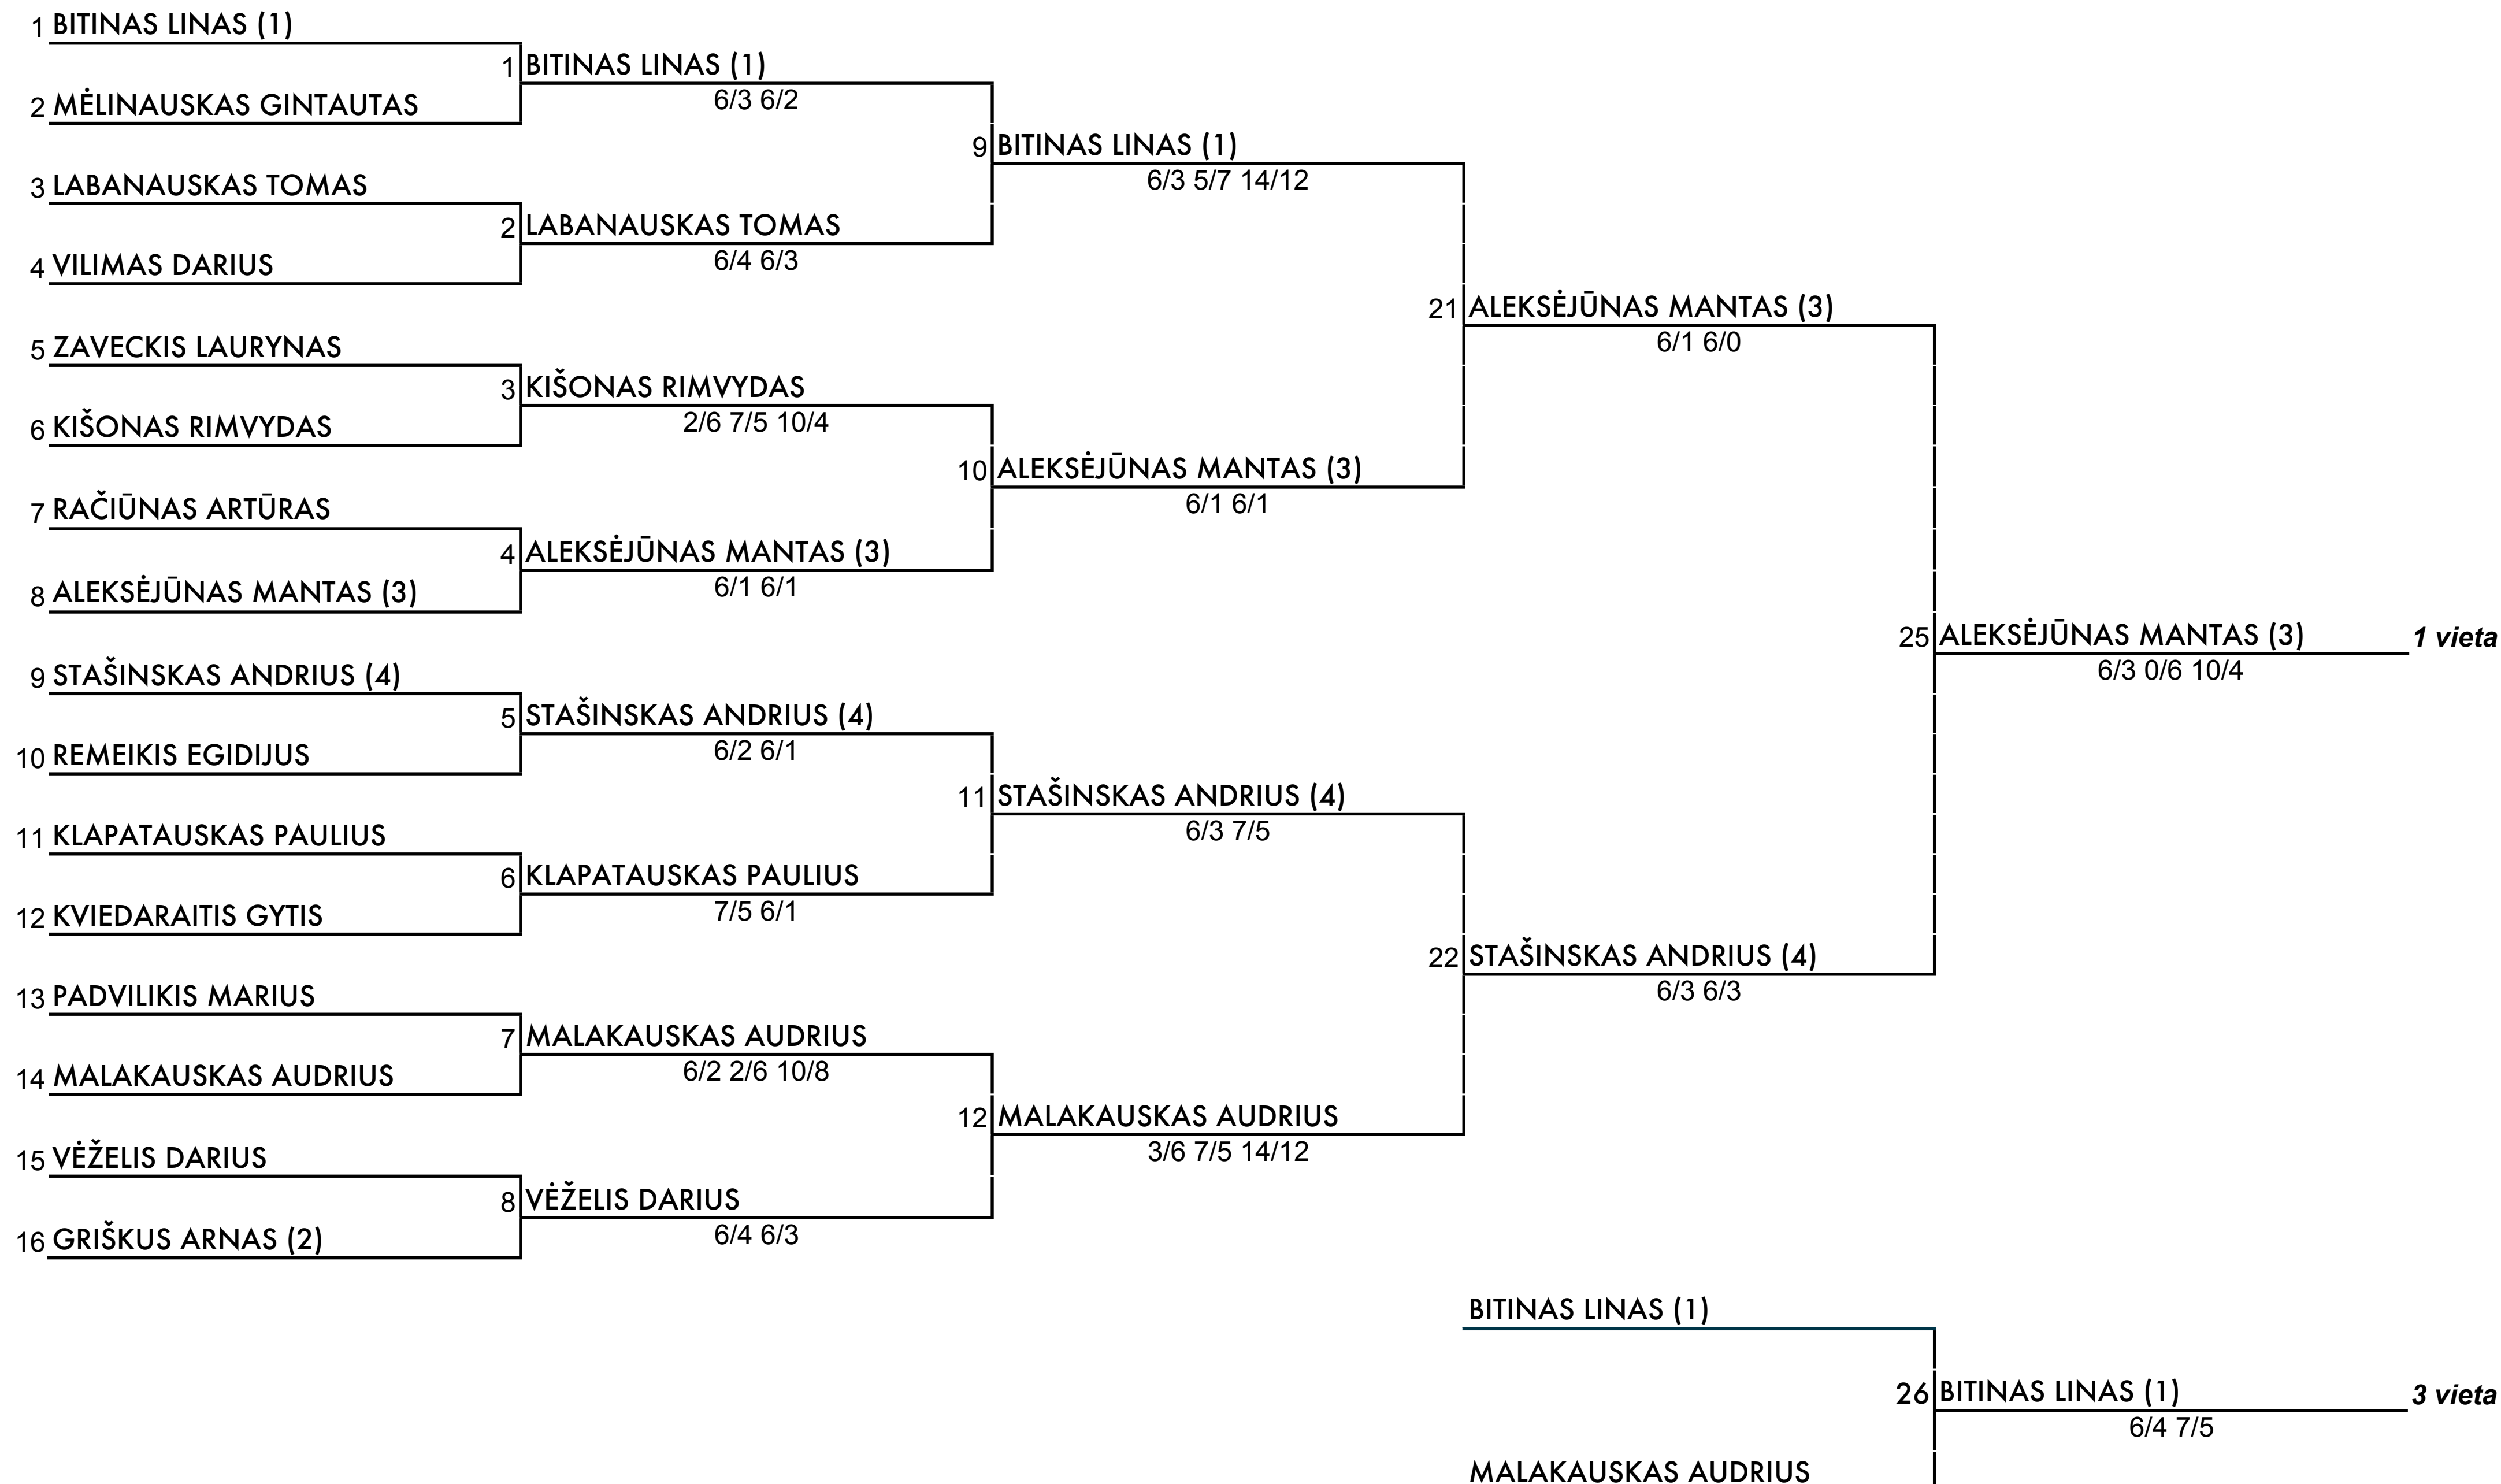 1 BITINAS LINAS (1)
1 BITINAS LINAS (1)
6/3 6/2
2 MĖLINAUSKAS GINTAUTAS
9 BITINAS LINAS (1)
6/3 5/7 14/12
3 LABANAUSKAS TOMAS
2 LABANAUSKAS TOMAS
6/4 6/3
4 VILIMAS DARIUS
21 ALEKSĖJŪNAS MANTAS (3)
6/1 6/0
5 ZAVECKIS LAURYNAS
3 KIŠONAS RIMVYDAS
2/6 7/5 10/4
6 KIŠONAS RIMVYDAS
10 ALEKSĖJŪNAS MANTAS (3)
6/1 6/1
7 RAČIŪNAS ARTŪRAS
4 ALEKSĖJŪNAS MANTAS (3)
6/1 6/1
8 ALEKSĖJŪNAS MANTAS (3)
25 ALEKSĖJŪNAS MANTAS (3) 1 vieta
6/3 0/6 10/4
9 STAŠINSKAS ANDRIUS (4)
5 STAŠINSKAS ANDRIUS (4)
6/2 6/1
10 REMEIKIS EGIDIJUS
11 STAŠINSKAS ANDRIUS (4)
6/3 7/5
11 KLAPATAUSKAS PAULIUS
6 KLAPATAUSKAS PAULIUS
7/5 6/1
12 KVIEDARAITIS GYTIS
22 STAŠINSKAS ANDRIUS (4)
6/3 6/3
13 PADVILIKIS MARIUS
7 MALAKAUSKAS AUDRIUS
6/2 2/6 10/8
14 MALAKAUSKAS AUDRIUS
12 MALAKAUSKAS AUDRIUS
3/6 7/5 14/12
15 VĖŽELIS DARIUS
8 VĖŽELIS DARIUS
6/4 6/3
16 GRIŠKUS ARNAS (2)
BITINAS LINAS (1)
26 BITINAS LINAS (1) 3 vieta
6/4 7/5
MALAKAUSKAS AUDRIUS